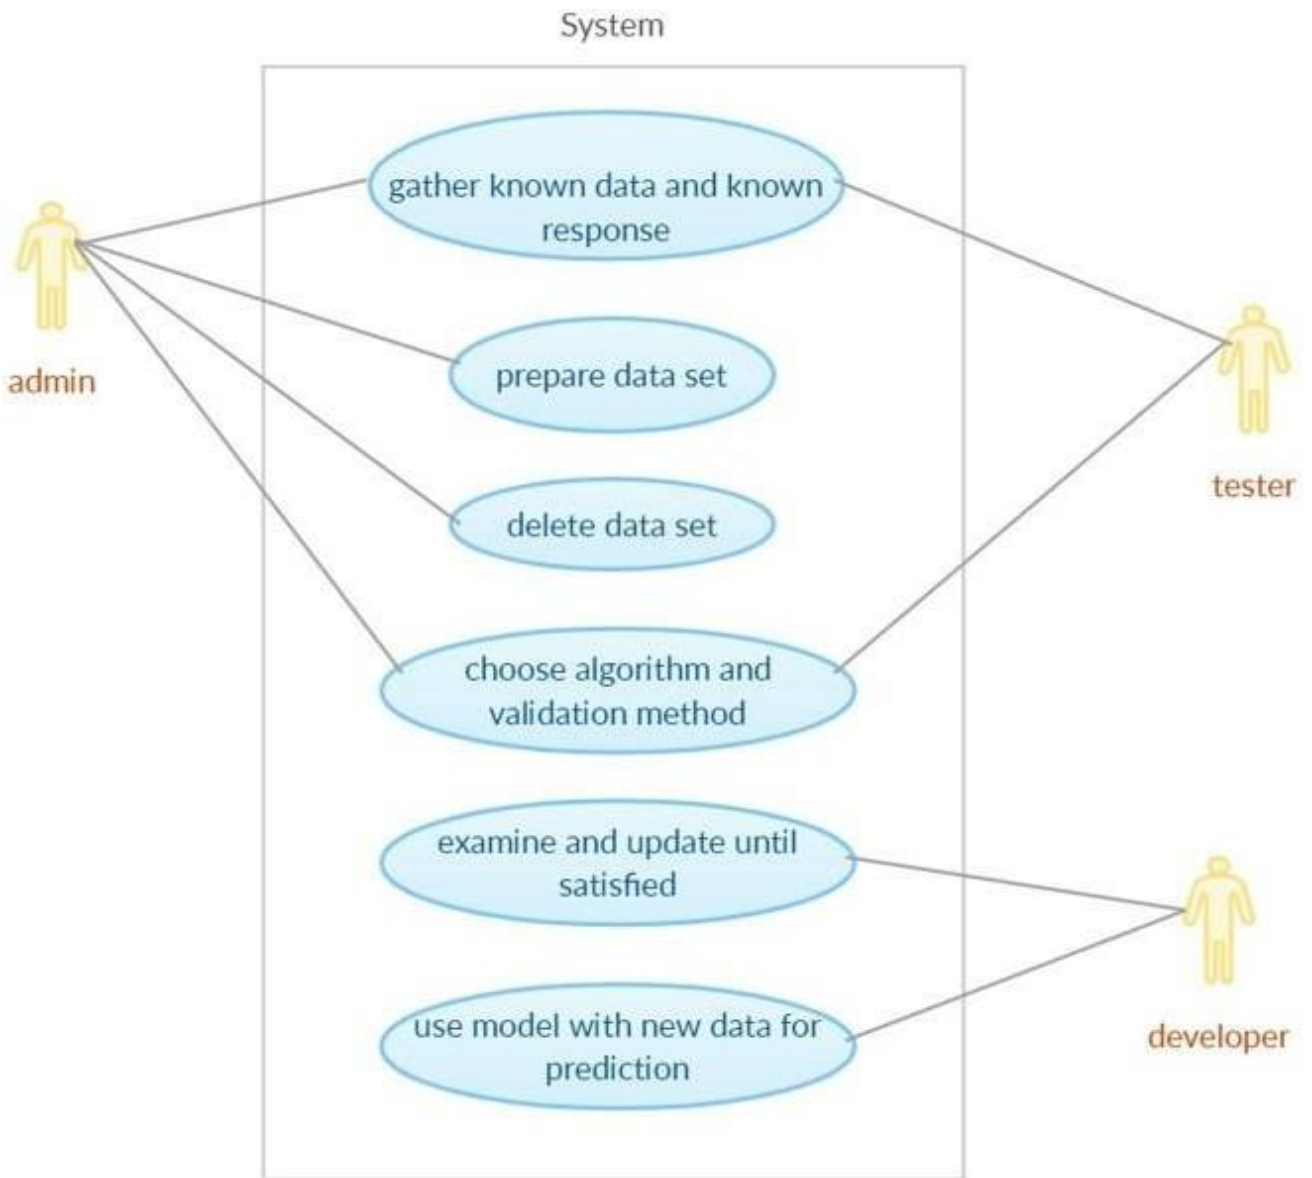 System
gather known data and known
response
admin
prepare data set
tester
delete data set
choose algorithm and
validation method
examine and update until
satisfied
use model with new data for
prediction
developer